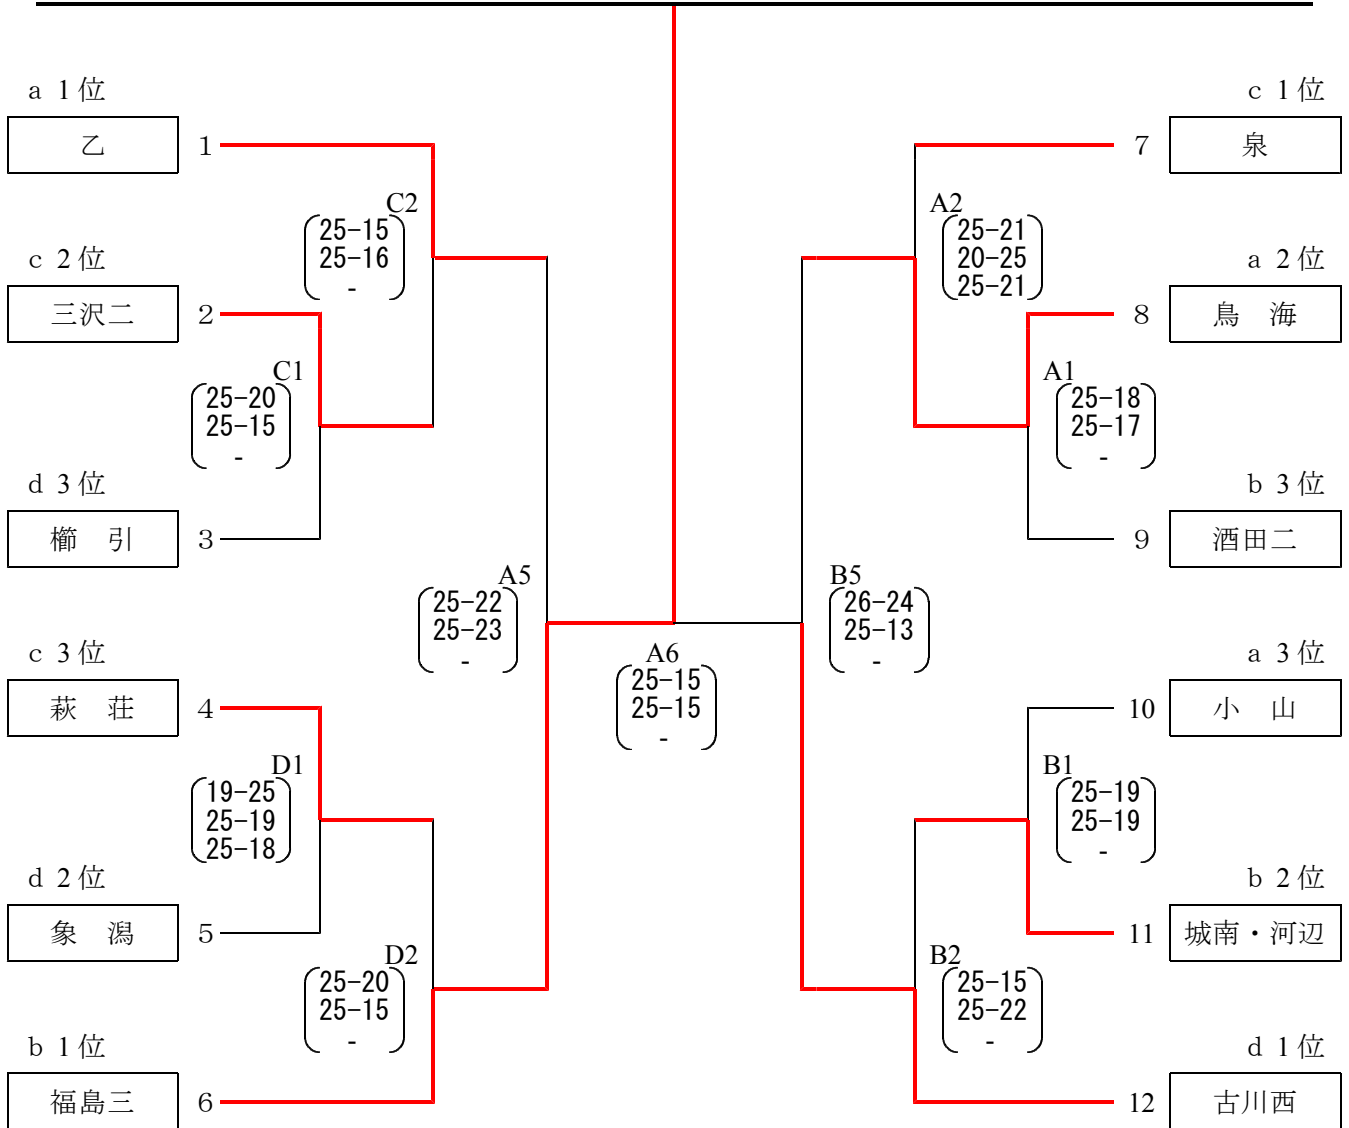 a 1位
c 1位
乙 1
7 泉
C2
A2
25-15
25-16
-
25-21
20-25
25-21
c 2位
a 2位
三沢二 2
8 鳥 海
C1
A1
25-20
25-15
-
25-18
25-17
-
d 3位
b 3位
櫛 引 3
9 酒田二
A5
B5
25-22
25-23
-
26-24
25-13
-
c 3位
A6
a 3位
25-15
25-15
-
萩 荘 4
10 小 山
D1
B1
19-25
25-19
25-18
25-19
25-19
-
d 2位
b 2位
象 潟 5
11 城南・河辺
D2
B2
25-20
25-15
-
25-15
25-22
-
b 1位
d 1位
福島三 6
12 古川西